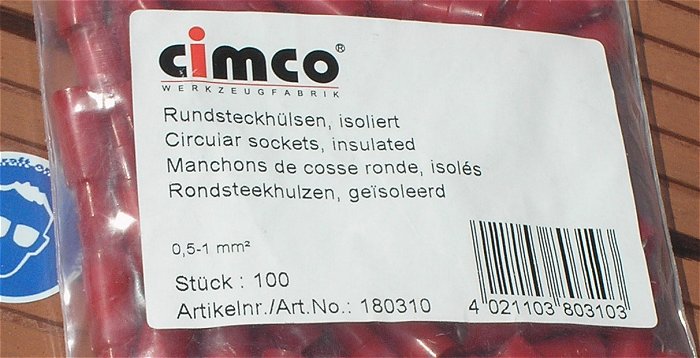 cimco®
WERKZEUGFABRIK
Rundsteckhülsen, isoliert
Circular sockets, insulated
Manchons de cosse ronde, isolés
Rondsteekhulzen, geïsoleerd
0,5-1 mm²
Stück : 100
Artikelnr./Art.No.: 180310
4 021103 803103